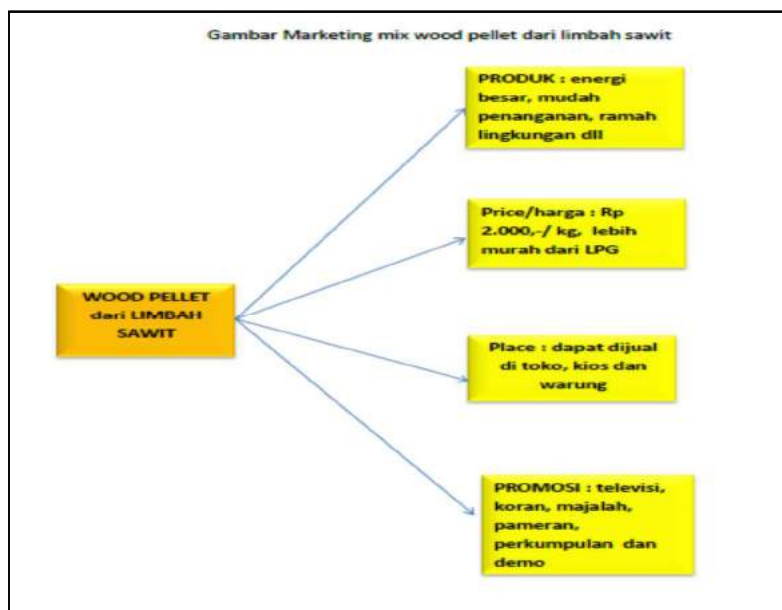 Gambar Marketing mix wood pellet dari limbah sawit
PRODUK : energi
besar, mudah
penanganan, ramah
lingkungan dll
Price/harga : Rp
2.000,-/ kg, lebih
murah dari LPG
WOOD PELLET
dari LIMBAH
SAWIT
Place : dapat dijual
di toko, kios dan
warung
PROMOSI : televisi,
koran, majalah,
pameran,
perkumpulan dan
demo